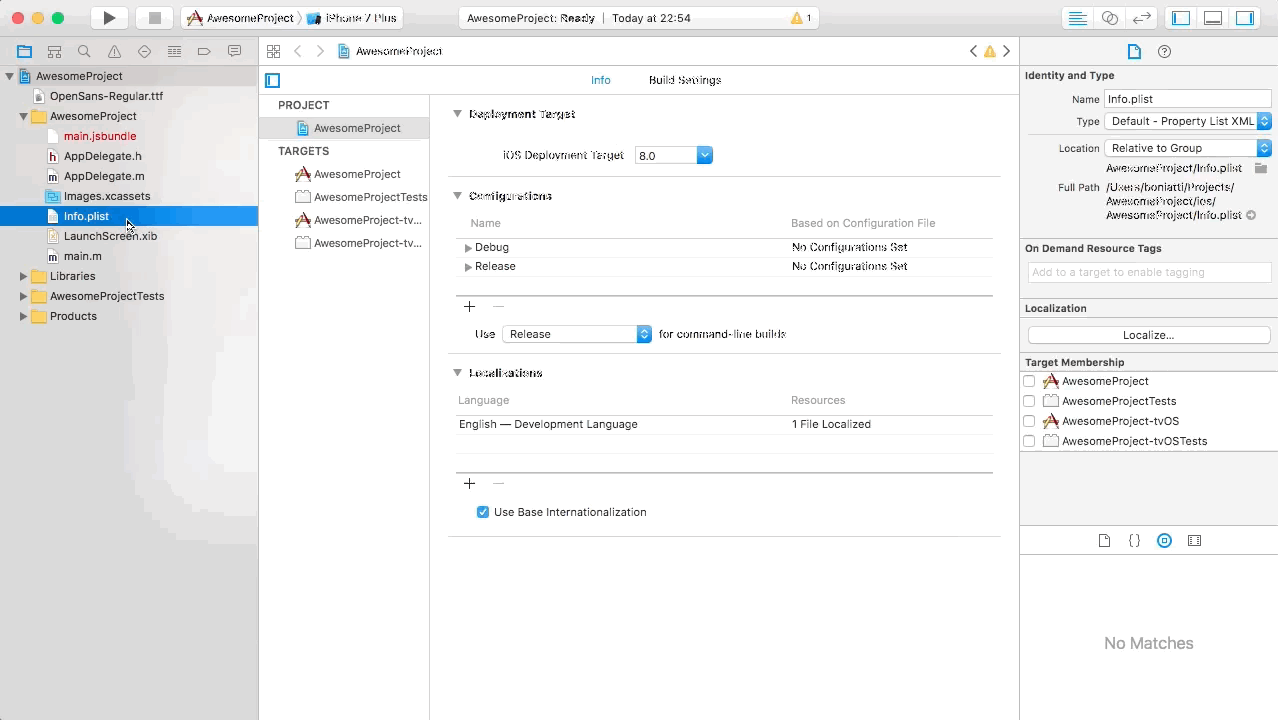 AwesomeProject iPhone 7 Plus
AwesomeProject: Ready Today at 22:54 1
AwesomeProject
AwesomeProject
OpenSans-Regular.ttf
AwesomeProject
main.jsbundle
AppDelegate.h
AppDelegate.m
Images.xcassets
Info.plist
LaunchScreen.xib
main.m
Libraries
AwesomeProjectTests
Products
Info Build Settings
PROJECT
AwesomeProject
TARGETS
AwesomeProject
AwesomeProjectTests
AwesomeProject-tv...
AwesomeProject-tv...
Deployment Target
iOS Deployment Target 8.0
Configurations
Name Based on Configuration File
Debug No Configurations Set
Release No Configurations Set
Use Release for command-line builds
Localizations
Language Resources
English — Development Language 1 File Localized
Use Base Internationalization
Identity and Type
Name Info.plist
Type Default - Property List XML
Location Relative to Group
AwesomeProject/Info.plist
Full Path /Users/boniatti/Projects/
AwesomeProject/ios/
AwesomeProject/Info.plist
On Demand Resource Tags
Add to a target to enable tagging
Localization
Localize...
Target Membership
AwesomeProject
AwesomeProjectTests
AwesomeProject-tvOS
AwesomeProject-tvOSTests
No Matches